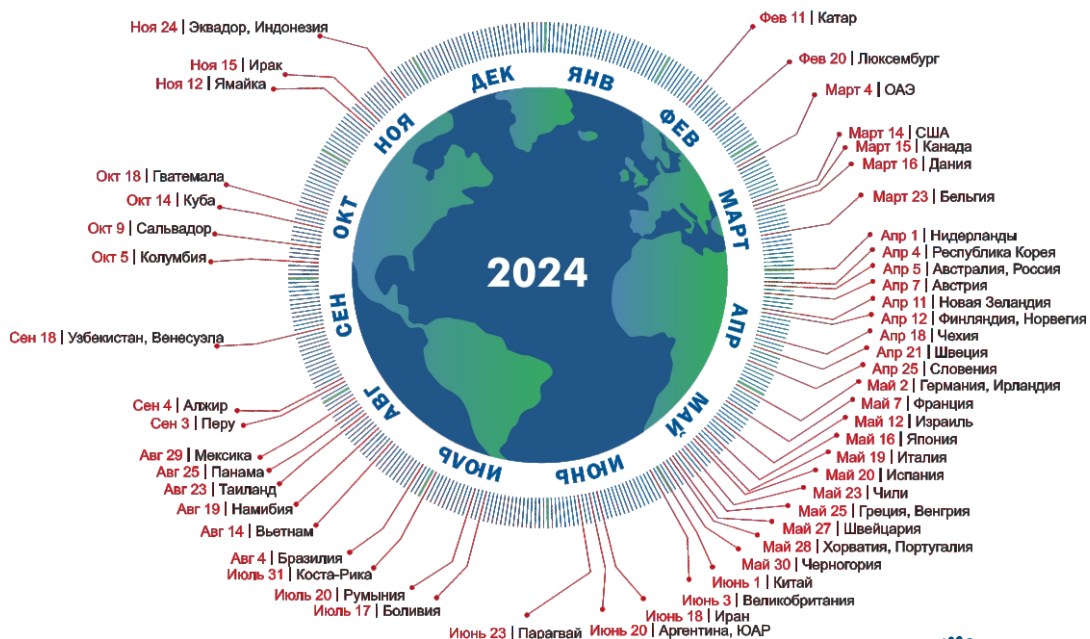 Ноя 24 | Эквадор, Индонезия
Ноя 15 | Ирак
Ноя 12 | Ямайка
Окт 18 | Гватемала
Окт 14 | Куба
Окт 9 | Сальвадор
Окт 5 | Колумбия
Сен 18 | Узбекистан, Венесуэла
Сен 4 | Алжир
Сен 3 | Перу
Авг 29 | Мексика
Авг 25 | Панама
Авг 23 | Таиланд
Авг 19 | Намибия
Авг 14 | Вьетнам
Авг 4 | Бразилия
Июль 31 | Коста-Рика
Июль 20 | Румыния
Июль 17 | Боливия
ЯНВ
ФЕВ
МАРТ
АПР
МАЙ
ИЮНЬ
ИЮЛЬ
АВГ
СЕН
ОКТ
НОЯ
ДЕК
2024
Фев 11 | Катар
Фев 20 | Люксембург
Март 4 | ОАЭ
Март 14 | США
Март 15 | Канада
Март 16 | Дания
Март 23 | Бельгия
Апр 1 | Нидерланды
Апр 4 | Республика Корея
Апр 5 | Австралия, Россия
Апр 7 | Австрия
Апр 11 | Новая Зеландия
Апр 12 | Финляндия, Норвегия
Апр 18 | Чехия
Апр 21 | Швеция
Апр 25 | Словения
Май 2 | Германия, Ирландия
Май 7 | Франция
Май 12 | Израиль
Май 16 | Япония
Май 19 | Италия
Май 20 | Испания
Май 23 | Чили
Май 25 | Греция, Венгрия
Май 27 | Швейцария
Май 28 | Хорватия, Португалия
Май 30 | Черногория
Июнь 1 | Китай
Июнь 3 | Великобритания
Июнь 18 | Иран
Июнь 20 | Аргентина, ЮАР
Июнь 23 | Парагвай